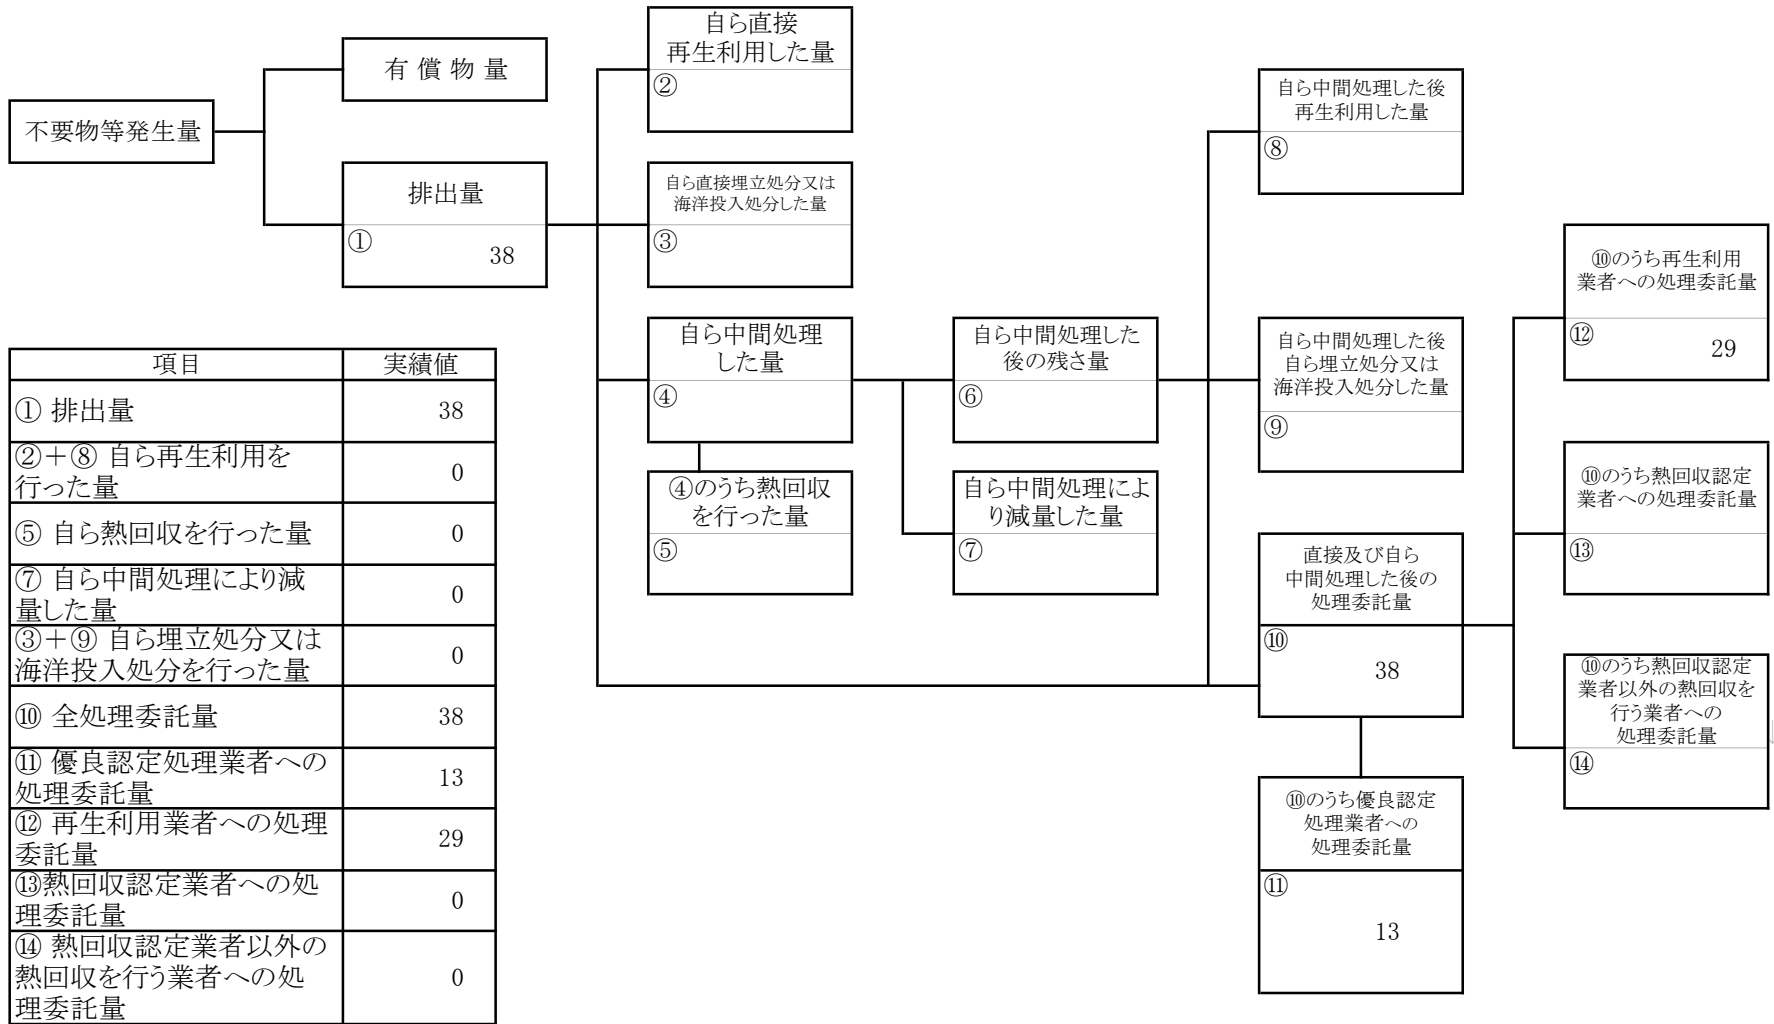 不要物等発生量
有 償 物 量
排出量
①
38
自ら直接
再生利用した量
②
自ら直接埋立処分又は
海洋投入処分した量
③
自ら中間処理
した量
④
④のうち熱回収
を行った量
⑤
自ら中間処理した
後の残さ量
⑥
自ら中間処理によ
り減量した量
⑦
自ら中間処理した後
再生利用した量
⑧
自ら中間処理した後
自ら埋立処分又は
海洋投入処分した量
⑨
直接及び自ら
中間処理した後の
処理委託量
⑩
38
⑩のうち優良認定
処理業者への
処理委託量
⑪
13
⑩のうち再生利用
業者への処理委託量
⑫
29
⑩のうち熱回収認定
業者への処理委託量
⑬
⑩のうち熱回収認定
業者以外の熱回収を
行う業者への
処理委託量
⑭
項目 実績値
① 排出量 38
②＋⑧ 自ら再生利用を
行った量 0
⑤ 自ら熱回収を行った量 0
⑦ 自ら中間処理により減
量した量 0
③＋⑨ 自ら埋立処分又は
海洋投入処分を行った量 0
⑩ 全処理委託量 38
⑪ 優良認定処理業者への
処理委託量 13
⑫ 再生利用業者への処理
委託量 29
⑬熱回収認定業者への処
理委託量 0
⑭ 熱回収認定業者以外の
熱回収を行う業者への処
理委託量 0